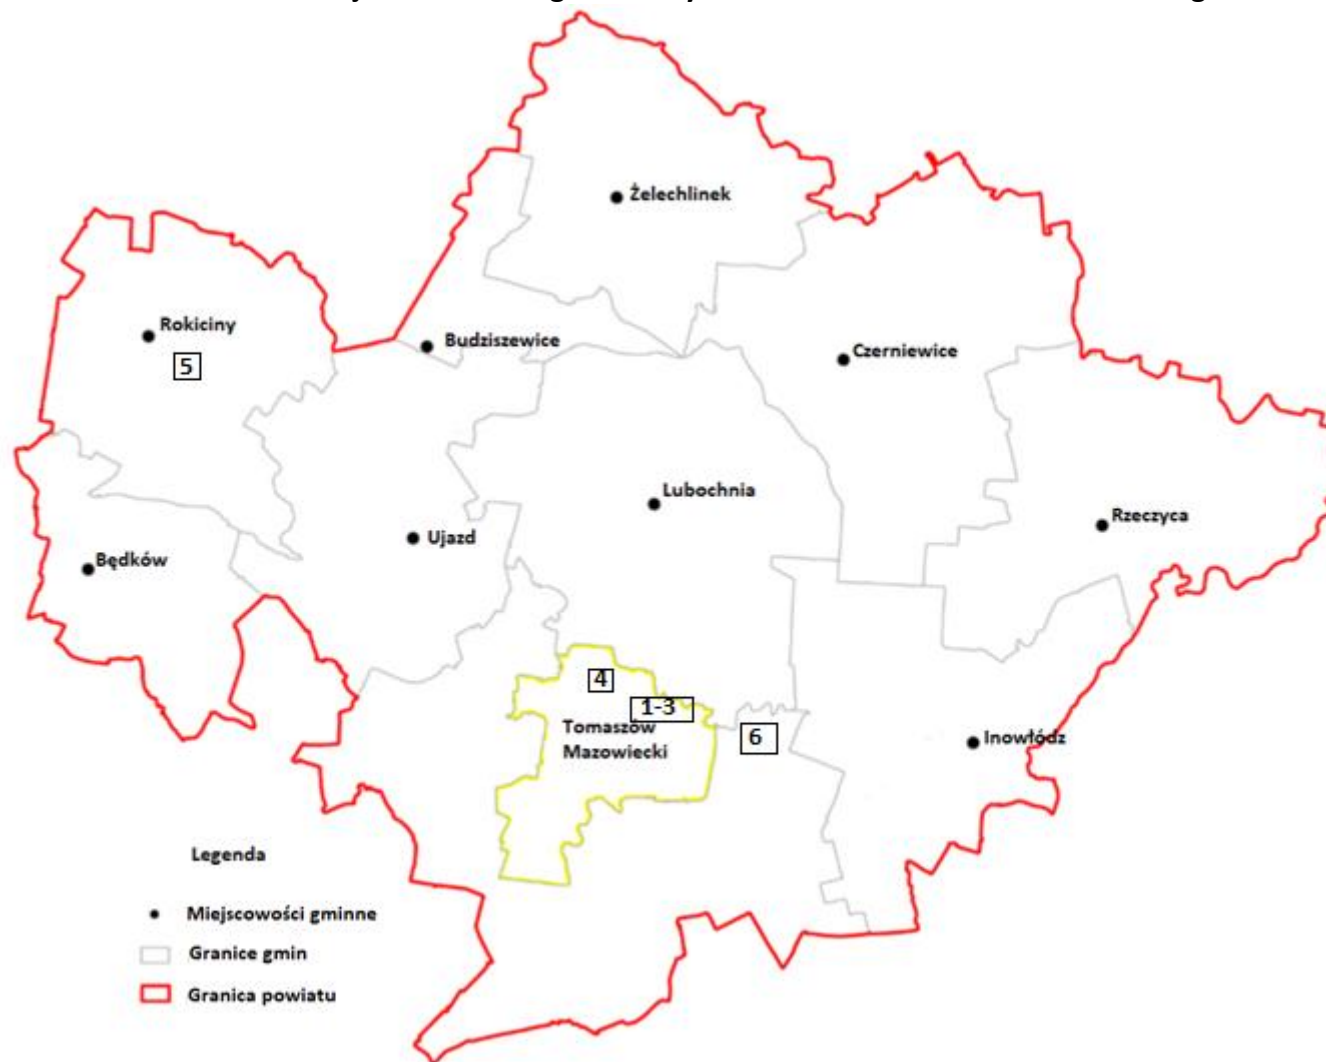 Żelechlinek
Rokiciny
5
Budziszewice
Czerniewice
Lubochnia
Rzeczyca
Ujazd
Będków
4
1-3
Tomaszów
Mazowiecki
6
Inowłódz
Legenda
Miejscowości gminne
Granice gmin
Granica powiatu